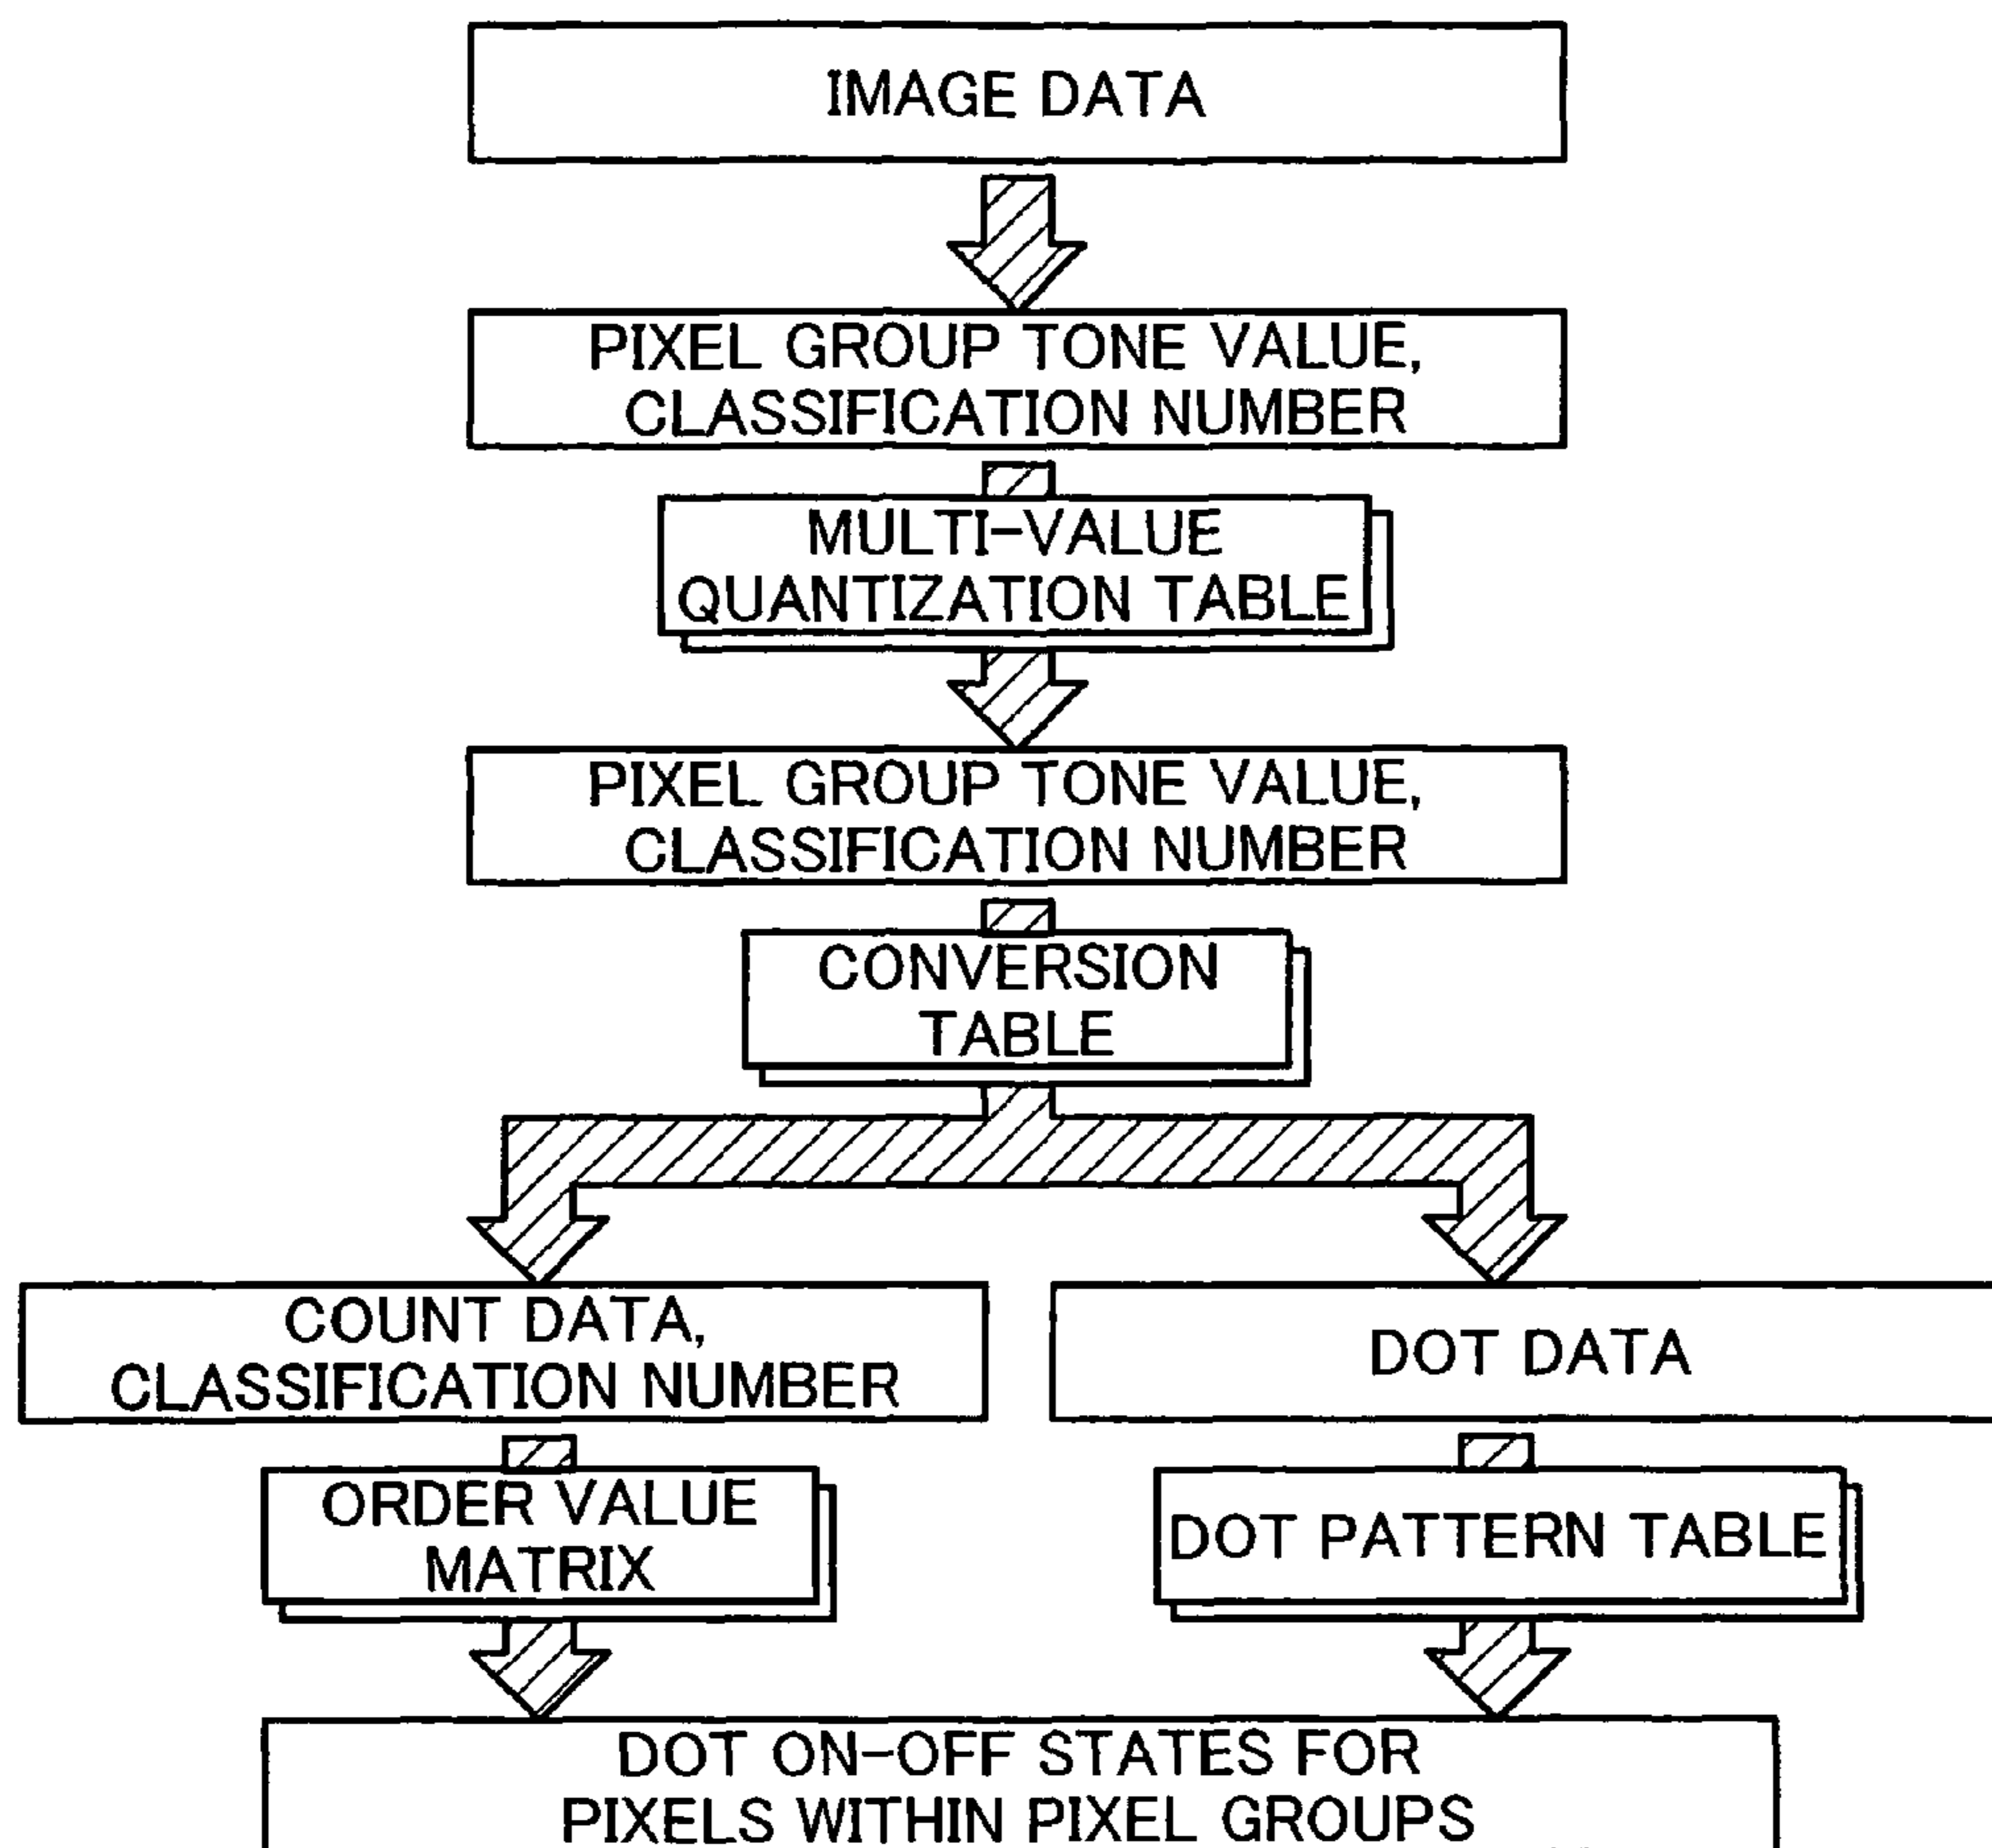 IMAGE DATA
PIXEL GROUP TONE VALUE,
CLASSIFICATION NUMBER
MULTI-VALUE
QUANTIZATION TABLE
PIXEL GROUP TONE VALUE,
CLASSIFICATION NUMBER
CONVERSION
TABLE
COUNT DATA,
CLASSIFICATION NUMBER
DOT DATA
ORDER VALUE
MATRIX
DOT PATTERN TABLE
DOT ON-OFF STATES FOR
PIXELS WITHIN PIXEL GROUPS